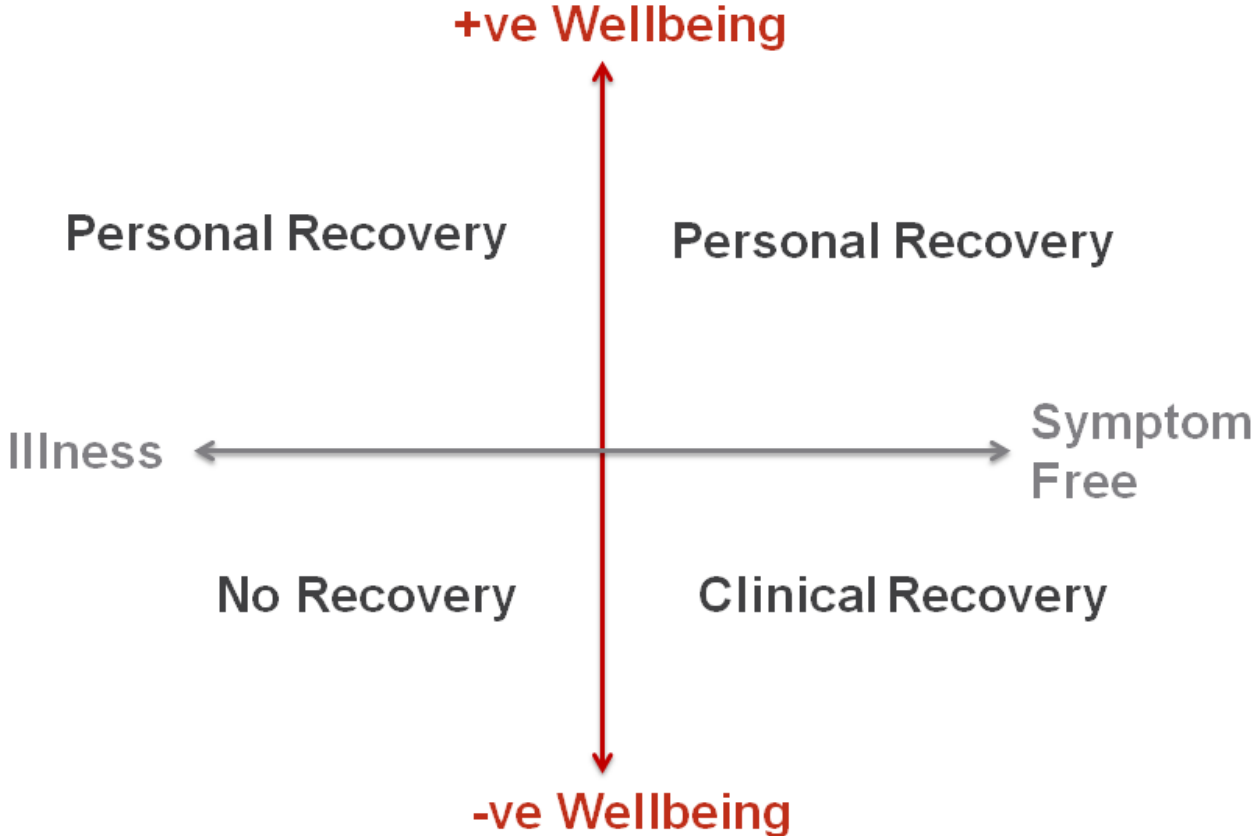 +ve Wellbeing
Personal Recovery
Personal Recovery
Illness
Symptom
Free
No Recovery
Clinical Recovery
-ve Wellbeing